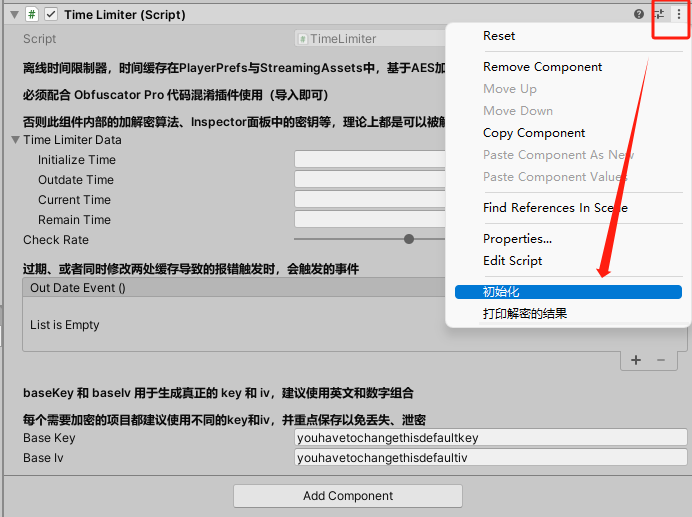 Time Limiter (Script)
Script
TimeLimiter
离线时间限制器，时间缓存在PlayerPrefs与StreamingAssets中，基于AES加
必须配合 Obfuscator Pro 代码混淆插件使用（导入即可）
否则此组件内部的加解密算法、Inspector面板中的密钥等，理论上都是可以被解
Time Limiter Data
Initialize Time
Outdate Time
Current Time
Remain Time
Check Rate
过期、或者同时修改两处缓存导致的报错触发时，会触发的事件
Out Date Event ()
List is Empty
baseKey 和 baseIv 用于生成真正的 key 和 iv，建议使用英文和数字组合
每个需要加密的项目都建议使用不同的key和iv，并重点保存以免丢失、泄密
Base Key
youhavetochangethisdefaultkey
Base Iv
youhavetochangethisdefaultiv
Add Component
Reset
Remove Component
Move Up
Move Down
Copy Component
Paste Component As New
Paste Component Values
Find References In Scene
Properties...
Edit Script
初始化
打印解密的结果